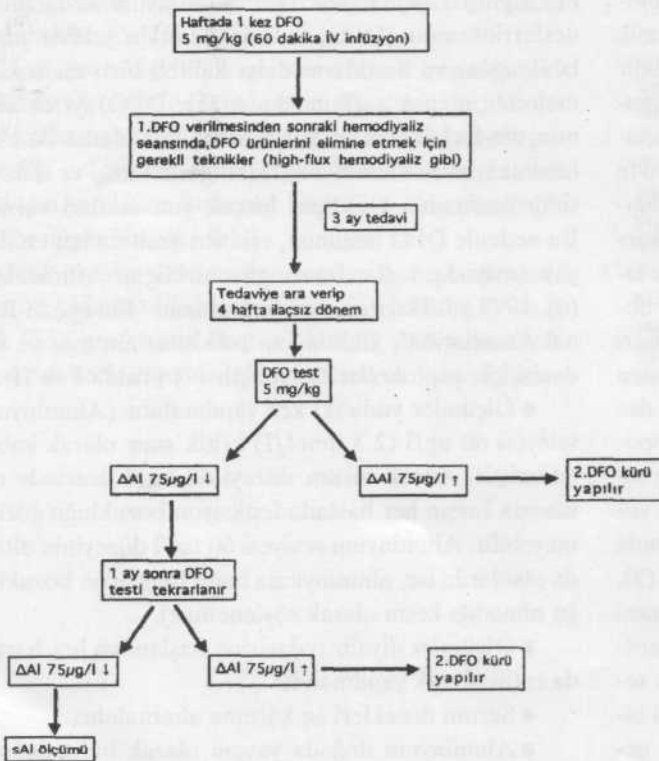 Haftada 1 kez DFO
5 mg/kg (60 dakika İV infüzyon)
1.DFO verilmesinden sonraki hemodiyaliz
seansında,DFO ürünlerini elimine etmek için
gerekli teknikler (high-flux hemodiyaliz gibi)
3 ay tedavi
Tedaviye ara verip
4 hafta ilaçsız dönem
DFO test
5 mg/kg
ΔAl 75μg/l ↓
ΔAl 75μg/l ↑
2.DFO kürü
yapılır
1 ay sonra DFO
testi tekrarlanır
ΔAl 75μg/l ↓
ΔAl 75μg/l ↑
2.DFO kürü
yapılır
sAl ölçümü